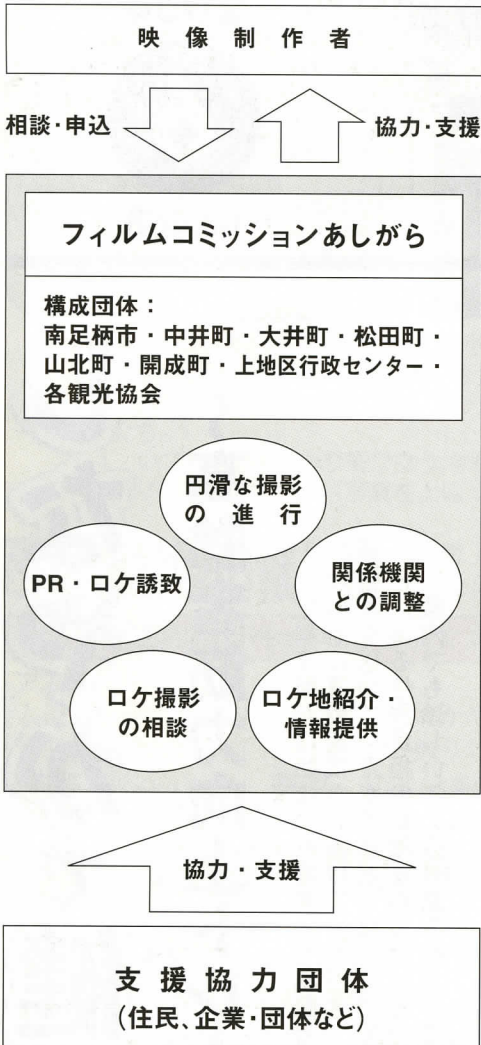 映像制作者
相談・申込
協力・支援
フィルムコミッションあしがら
構成団体：
南足柄市・中井町・大井町・松田町・
山北町・開成町・上地区行政センター・
各観光協会
円滑な撮影
の進行
PR・ロケ誘致
関係機関
との調整
ロケ撮影
の相談
ロケ地紹介・
情報提供
協力・支援
支援協力団体
(住民、企業・団体など)